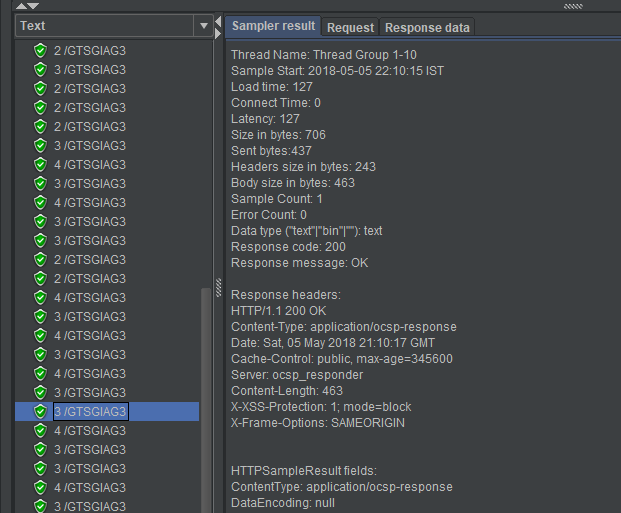 Text
2 /GTSGIAG3
3 /GTSGIAG3
2 /GTSGIAG3
2 /GTSGIAG3
2 /GTSGIAG3
3 /GTSGIAG3
4 /GTSGIAG3
3 /GTSGIAG3
4 /GTSGIAG3
3 /GTSGIAG3
3 /GTSGIAG3
2 /GTSGIAG3
2 /GTSGIAG3
4 /GTSGIAG3
3 /GTSGIAG3
4 /GTSGIAG3
3 /GTSGIAG3
4 /GTSGIAG3
3 /GTSGIAG3
3 /GTSGIAG3
4 /GTSGIAG3
3 /GTSGIAG3
3 /GTSGIAG3
4 /GTSGIAG3
3 /GTSGIAG3
Sampler result Request Response data
Thread Name: Thread Group 1-10
Sample Start: 2018-05-05 22:10:15 IST
Load time: 127
Connect Time: 0
Latency: 127
Size in bytes: 706
Sent bytes:437
Headers size in bytes: 243
Body size in bytes: 463
Sample Count: 1
Error Count: 0
Data type ("text"|"bin"|""): text
Response code: 200
Response message: OK
Response headers:
HTTP/1.1 200 OK
Content-Type: application/ocsp-response
Date: Sat, 05 May 2018 21:10:17 GMT
Cache-Control: public, max-age=345600
Server: ocsp_responder
Content-Length: 463
X-XSS-Protection: 1; mode=block
X-Frame-Options: SAMEORIGIN
HTTPSampleResult fields:
ContentType: application/ocsp-response
DataEncoding: null